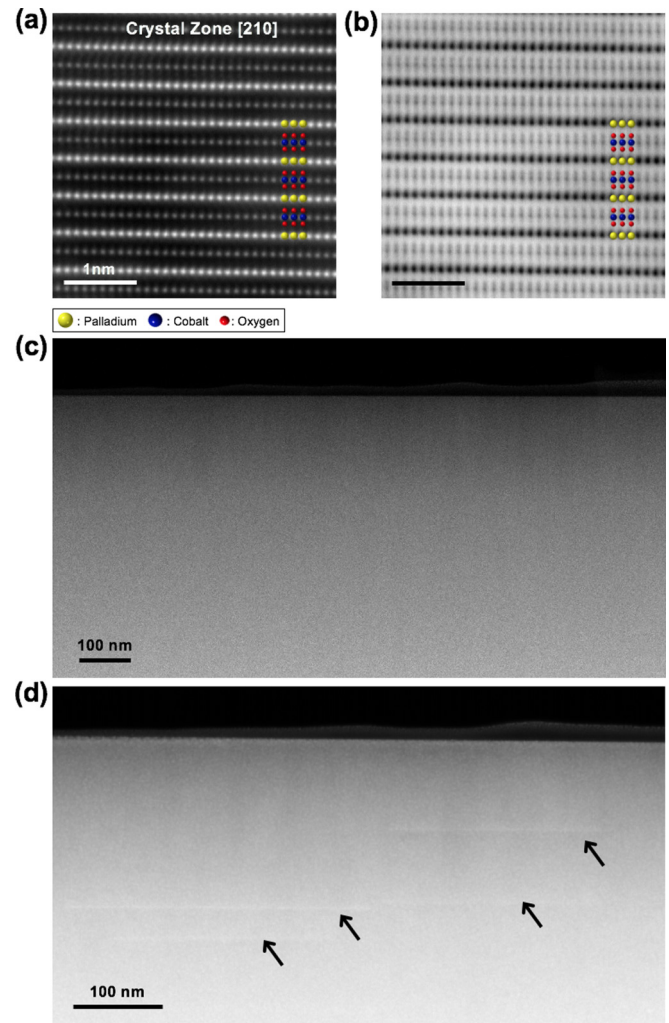 (a)
Crystal Zone [210]
1nm
(b)
: Palladium : Cobalt : Oxygen
(c)
100 nm
(d)
100 nm